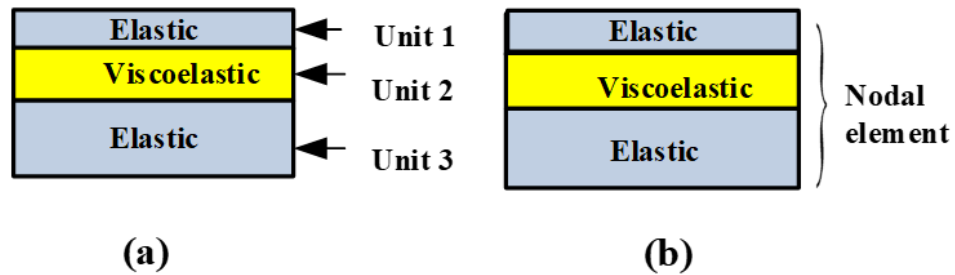 Elastic
Unit 1
Viscoelastic
Unit 2
Elastic
Unit 3
(a)
Elastic
Viscoelastic
Elastic
Nodal
element
(b)